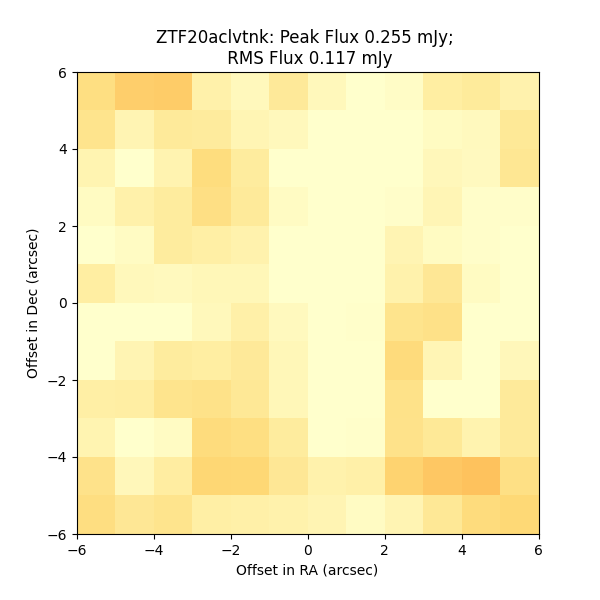 ZTF20aclvtnk: Peak Flux 0.255 mJy;
RMS Flux 0.117 mJy
6
4
2
0
−2
−4
−6
Offset in Dec (arcsec)
−6 −4 −2 0 2 4 6
Offset in RA (arcsec)